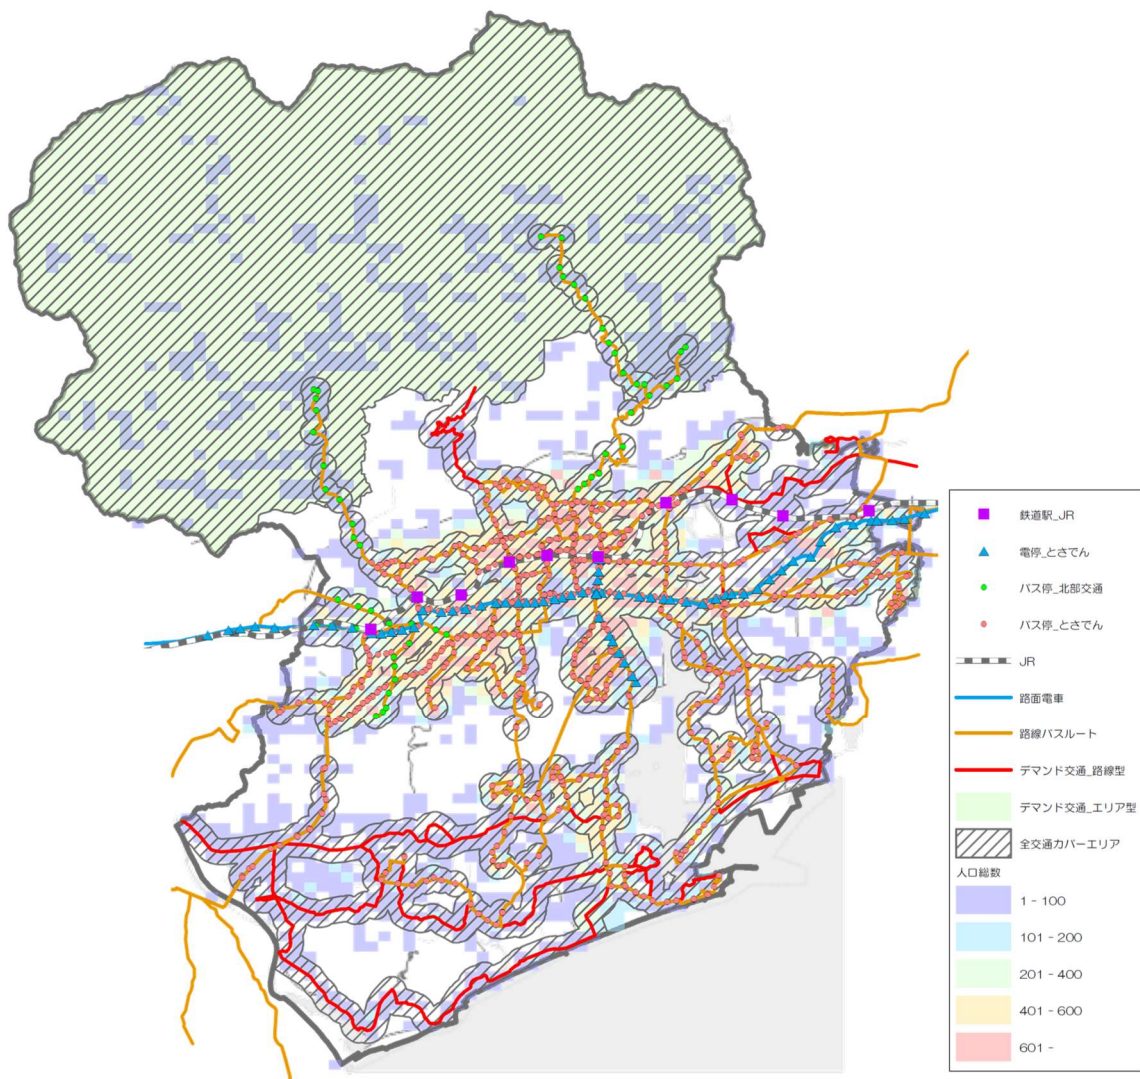 鉄道駅_JR
電停_とさでん
バス停_北部交通
バス停_とさでん
JR
路面電車
路線バスルート
デマンド交通_路線型
デマンド交通_エリア型
全交通カバーエリア
人口総数
1 - 100
101 - 200
201 - 400
401 - 600
601 -